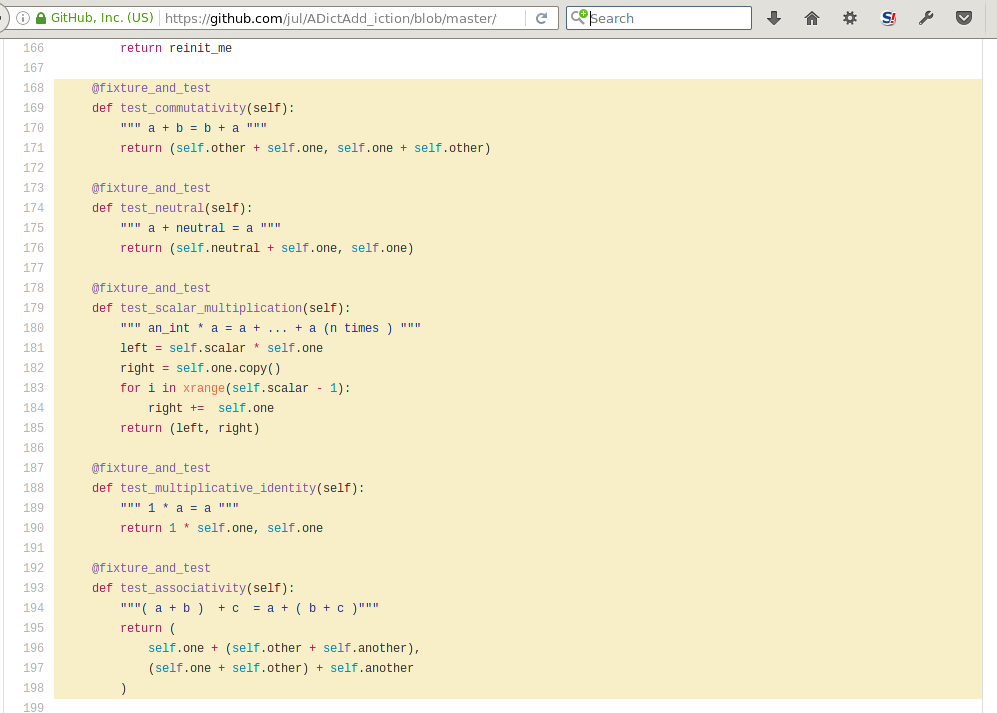 GitHub, Inc. (US) https://github.com/jul/ADictAdd_iction/blob/master/ Search
166 return reinit_me
167
168 @fixture_and_test
169 def test_commutativity(self):
170 """ a + b = b + a """
171 return (self.other + self.one, self.one + self.other)
172
173 @fixture_and_test
174 def test_neutral(self):
175 """ a + neutral = a """
176 return (self.neutral + self.one, self.one)
177
178 @fixture_and_test
179 def test_scalar_multiplication(self):
180 """ an_int * a = a + ... + a (n times ) """
181 left = self.scalar * self.one
182 right = self.one.copy()
183 for i in xrange(self.scalar - 1):
184 right +=  self.one
185 return (left, right)
186
187 @fixture_and_test
188 def test_multiplicative_identity(self):
189 """ 1 * a = a """
190 return 1 * self.one, self.one
191
192 @fixture_and_test
193 def test_associativity(self):
194 """( a + b )  + c  = a + ( b + c )"""
195 return (
196 self.one + (self.other + self.another),
197 (self.one + self.other) + self.another
198 )
199